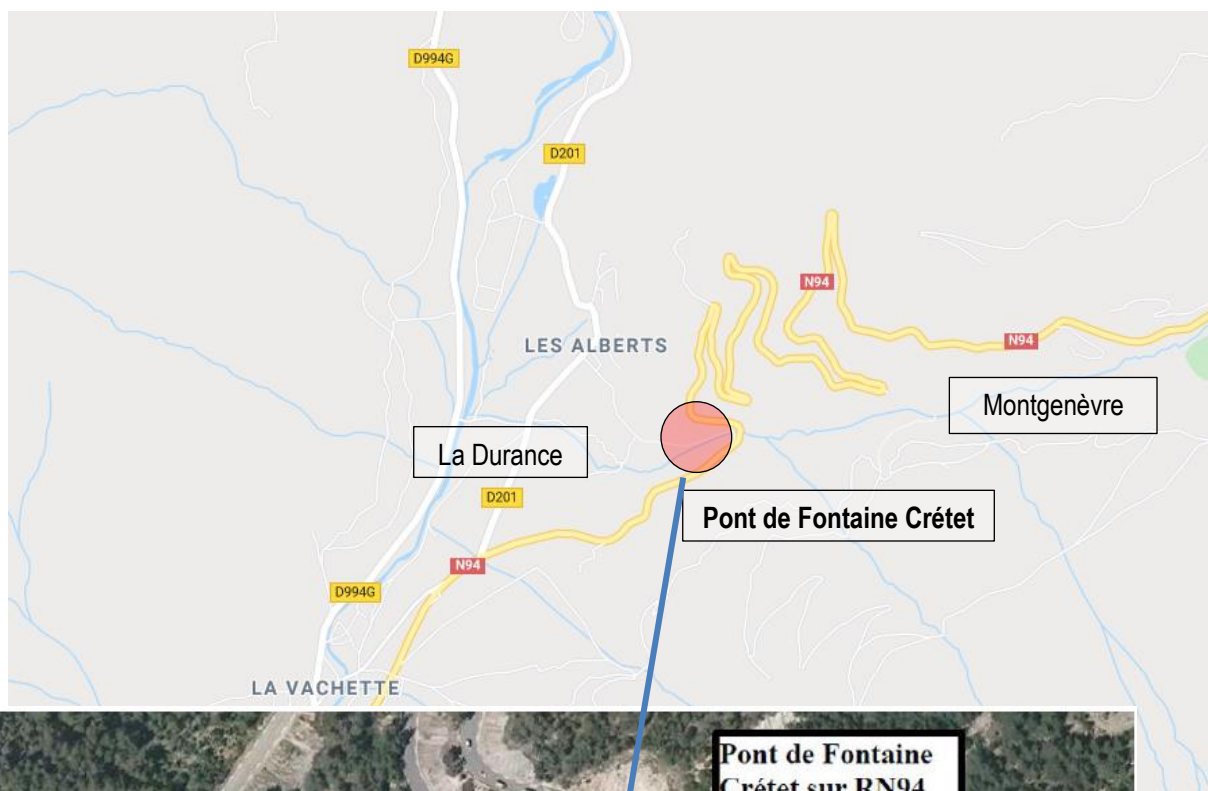 D994G
D201
N94
N94
LES ALBERTS
Montgenèvre
La Durance
D201
Pont de Fontaine Crétet
N94
D994G
LA VACHETTE
Pont de Fontaine
Crétet sur RN94